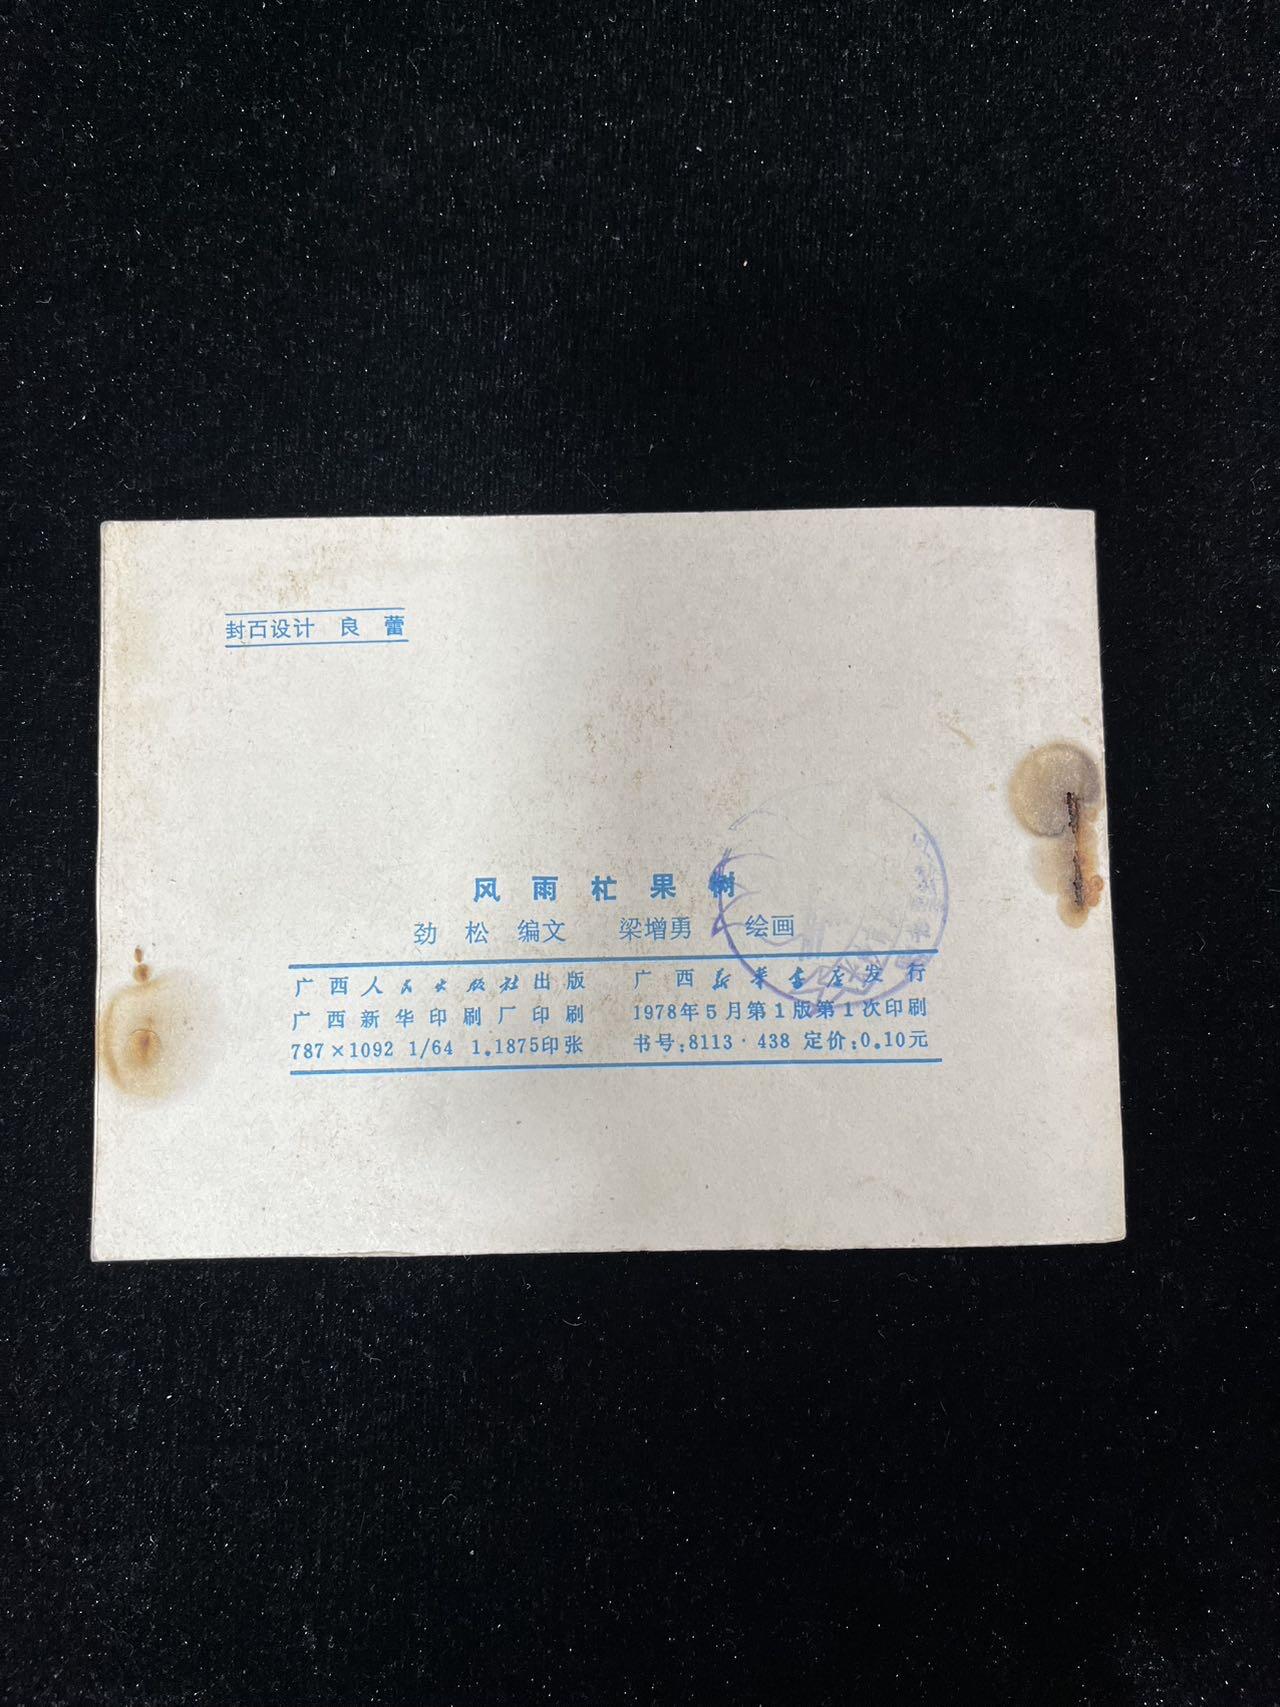 封百设计 良 蕾
风雨杧果树
劲 松 编文 梁增勇 绘画
广西人民出版社出版 广西新华书店发行
广西新华印刷厂印刷 1978年5月第1版第1次印刷
787×1092 1/64 1.1875印张 书号:8113·438 定价:0.10元